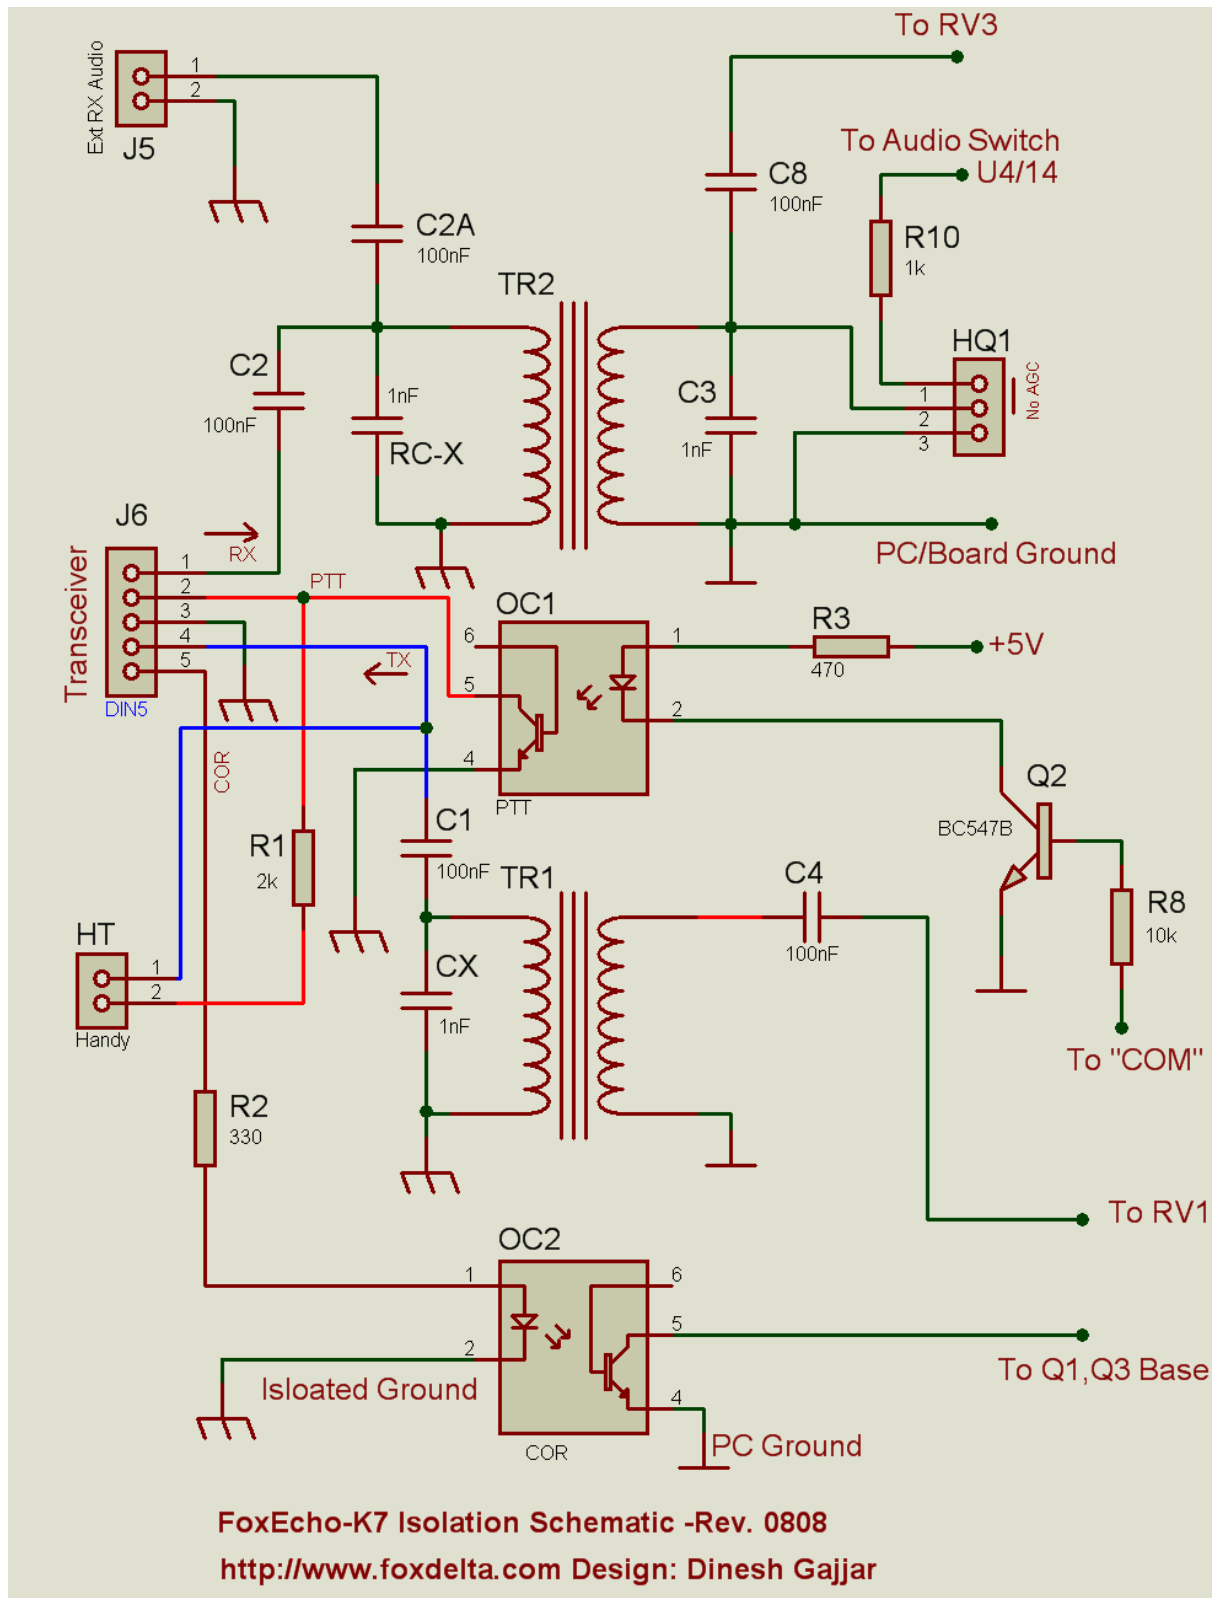 To RV3
Ext RX Audio
1
2
J5
To Audio Switch
U4/14
C8
100nF
C2A
100nF
R10
1k
TR2
HQ1
No AGC
C2
100nF
1nF
RC-X
C3
1nF
1
2
3
J6
RX
PC/Board Ground
Transceiver
1
2
3
4
5
DIN5
PTT
TX
COR
OC1
6
5
4
1
2
PTT
R3
470
+5V
Q2
BC547B
R1
2k
C1
100nF
TR1
C4
100nF
R8
10k
HT
1
2
Handy
CX
1nF
To "COM"
R2
330
To RV1
OC2
1
2
6
5
4
COR
To Q1,Q3 Base
Isloated Ground
PC Ground
FoxEcho-K7 Isolation Schematic -Rev. 0808
http://www.foxdelta.com Design: Dinesh Gajjar